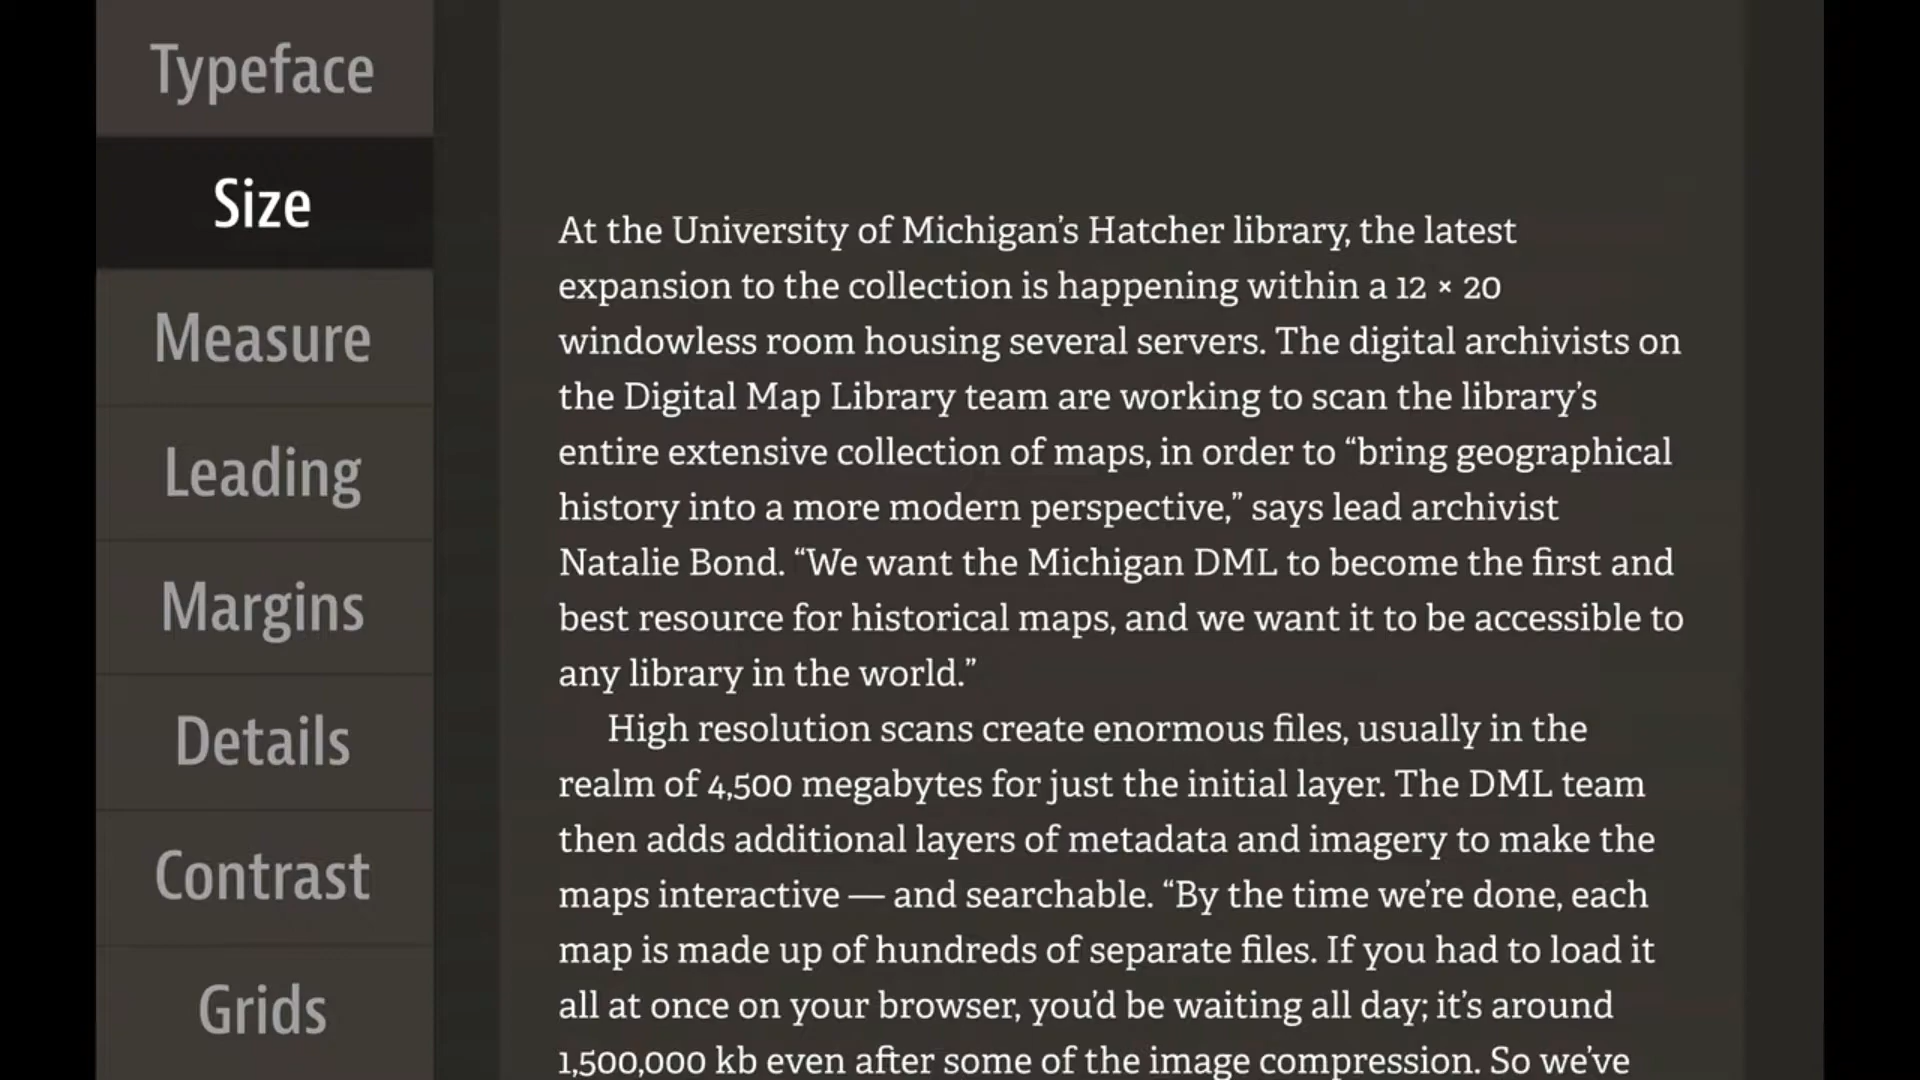 Typeface
Size
Measure
Leading
Margins
Details
Contrast
Grids
At the University of Michigan’s Hatcher library, the latest
expansion to the collection is happening within a 12 × 20
windowless room housing several servers. The digital archivists on
the Digital Map Library team are working to scan the library’s
entire extensive collection of maps, in order to “bring geographical
history into a more modern perspective,” says lead archivist
Natalie Bond. “We want the Michigan DML to become the first and
best resource for historical maps, and we want it to be accessible to
any library in the world.”
High resolution scans create enormous files, usually in the
realm of 4,500 megabytes for just the initial layer. The DML team
then adds additional layers of metadata and imagery to make the
maps interactive — and searchable. “By the time we’re done, each
map is made up of hundreds of separate files. If you had to load it
all at once on your browser, you’d be waiting all day; it’s around
1,500,000 kb even after some of the image compression. So we’ve